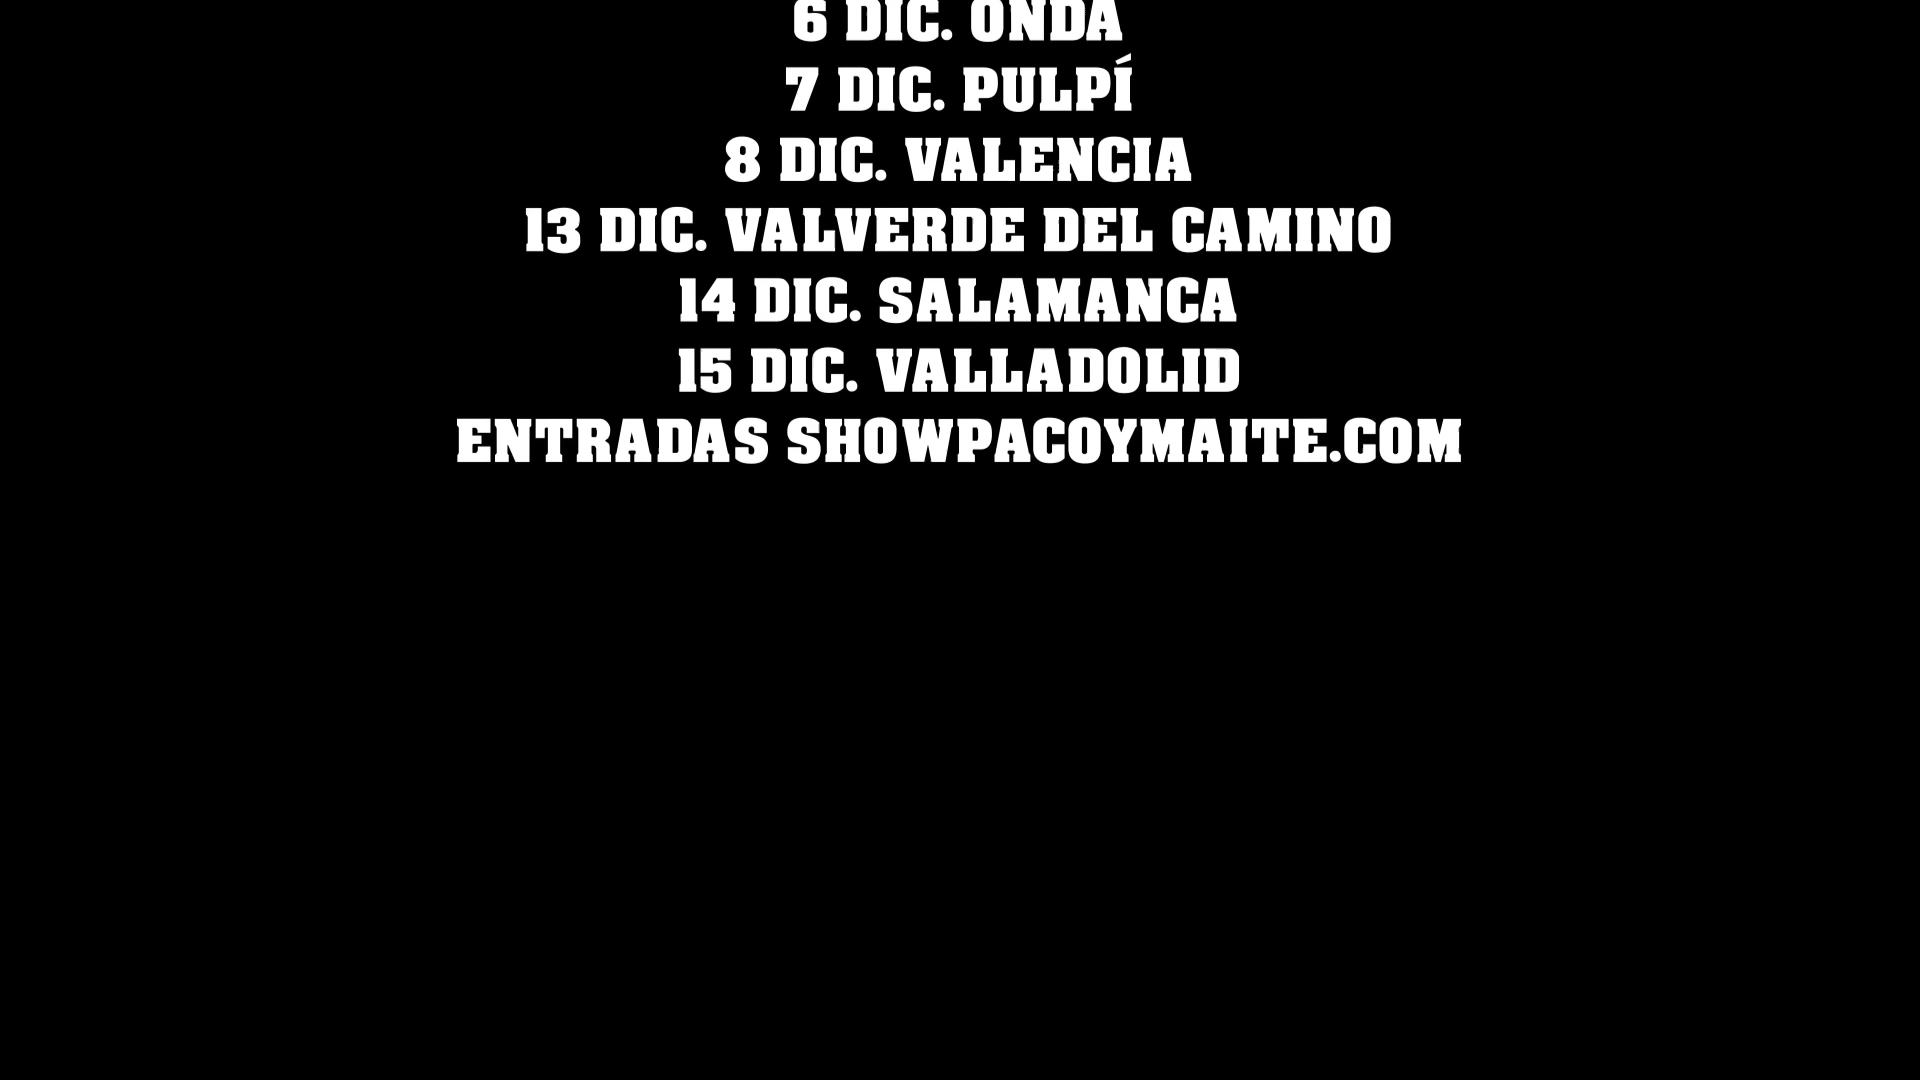 6 DIC. ONDA
7 DIC. PULPÍ
8 DIC. VALENCIA
13 DIC. VALVERDE DEL CAMINO
14 DIC. SALAMANCA
15 DIC. VALLADOLID
ENTRADAS SHOWPACOYMAITE.COM